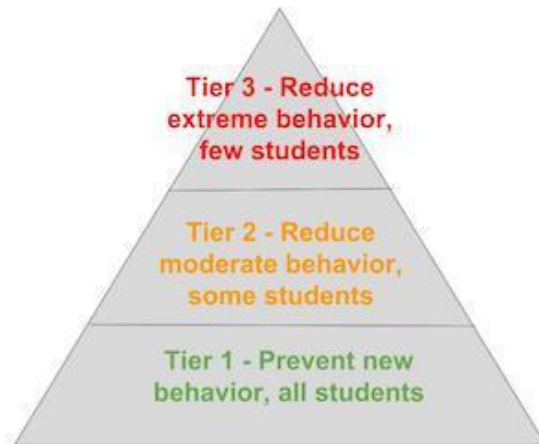 Tier 3 - Reduce
extreme behavior,
few students
Tier 2 - Reduce
moderate behavior,
some students
Tier 1 - Prevent new
behavior, all students